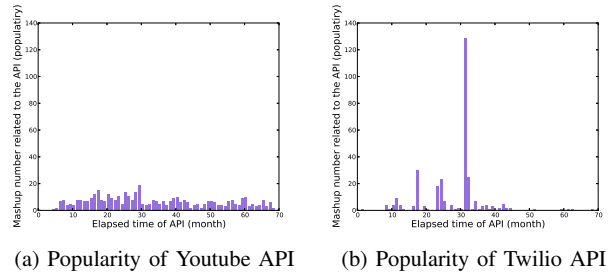 140
120
100
80
60
40
20
0
0 10 20 30 40 50 60 70
Mashup number related to the API (populatiry)
Elapsed time of API (month)
(a) Popularity of Youtube API
140
120
100
80
60
40
20
0
0 10 20 30 40 50 60 70
Mashup number related to the API (populatiry)
Elapsed time of API (month)
(b) Popularity of Twilio API